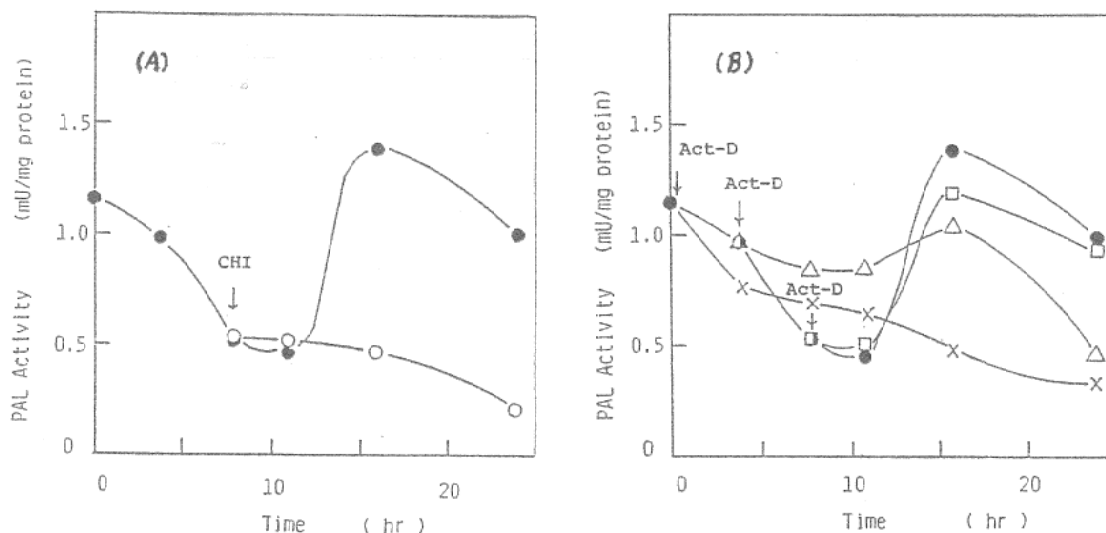 (A)
PAL Activity (mU/mg protein)
1.5
1.0
0.5
0
CHI
0 10 20
Time ( hr )
(B)
PAL Activity (mU/mg protein)
1.5
1.0
0.5
0
Act-D
Act-D
Act-D
0 10 20
Time ( hr )